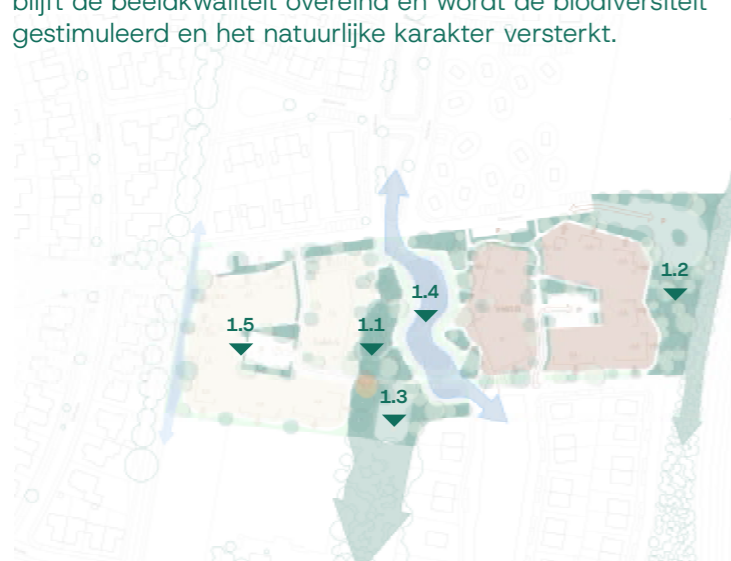 blijft de beeldkwaliteit overeind en wordt de biodiversiteit
gestimuleerd en het natuurlijke karakter versterkt.
1.2
1.4
1.5
1.1
1.3